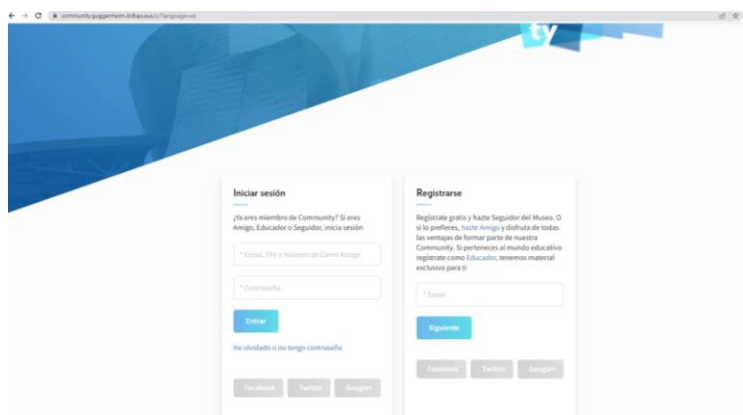 community.guggenheim-bilbao.eus/s/?language=es
ty
Iniciar sesión
¿Ya eres miembro de Community? Si eres
Amigo, Educador o Seguidor, inicia sesión
* Email, DNI o Número de Carné Amigo
* Contraseña
Entrar
He olvidado o no tengo contraseña
Facebook Twitter Google+
Registrarse
Regístrate gratis y hazte Seguidor del Museo. O
si lo prefieres, hazte Amigo y disfruta de todas
las ventajas de formar parte de nuestra
Community. Si perteneces al mundo educativo
regístrate como Educador, tenemos material
exclusivo para ti
* Email
Siguiente
Facebook Twitter Google+